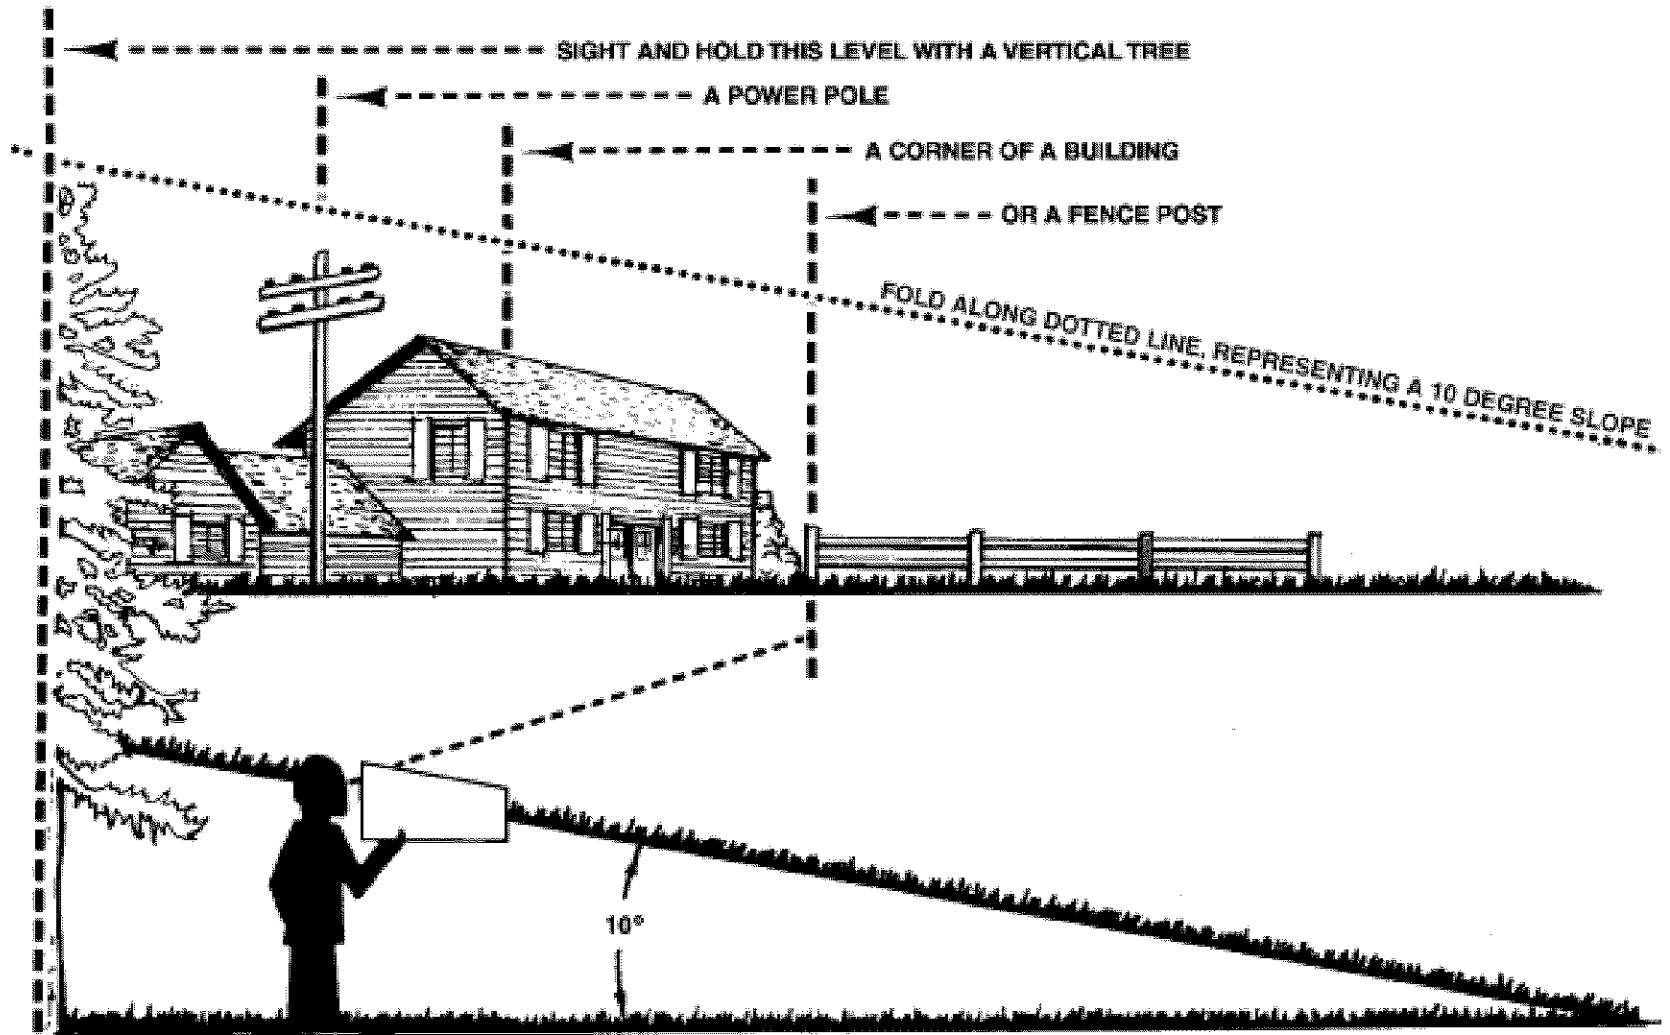 SIGHT AND HOLD THIS LEVEL WITH A VERTICAL TREE
A POWER POLE
A CORNER OF A BUILDING
OR A FENCE POST
FOLD ALONG DOTTED LINE, REPRESENTING A 10 DEGREE SLOPE
10°